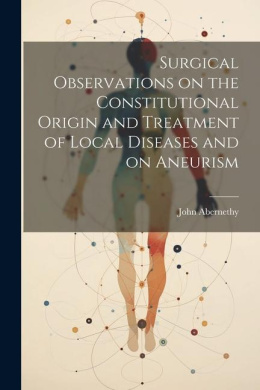 Surgical
Observations on the
Constitutional
Origin and Treatment
of Local Diseases and
on Aneurism
John Abernethy